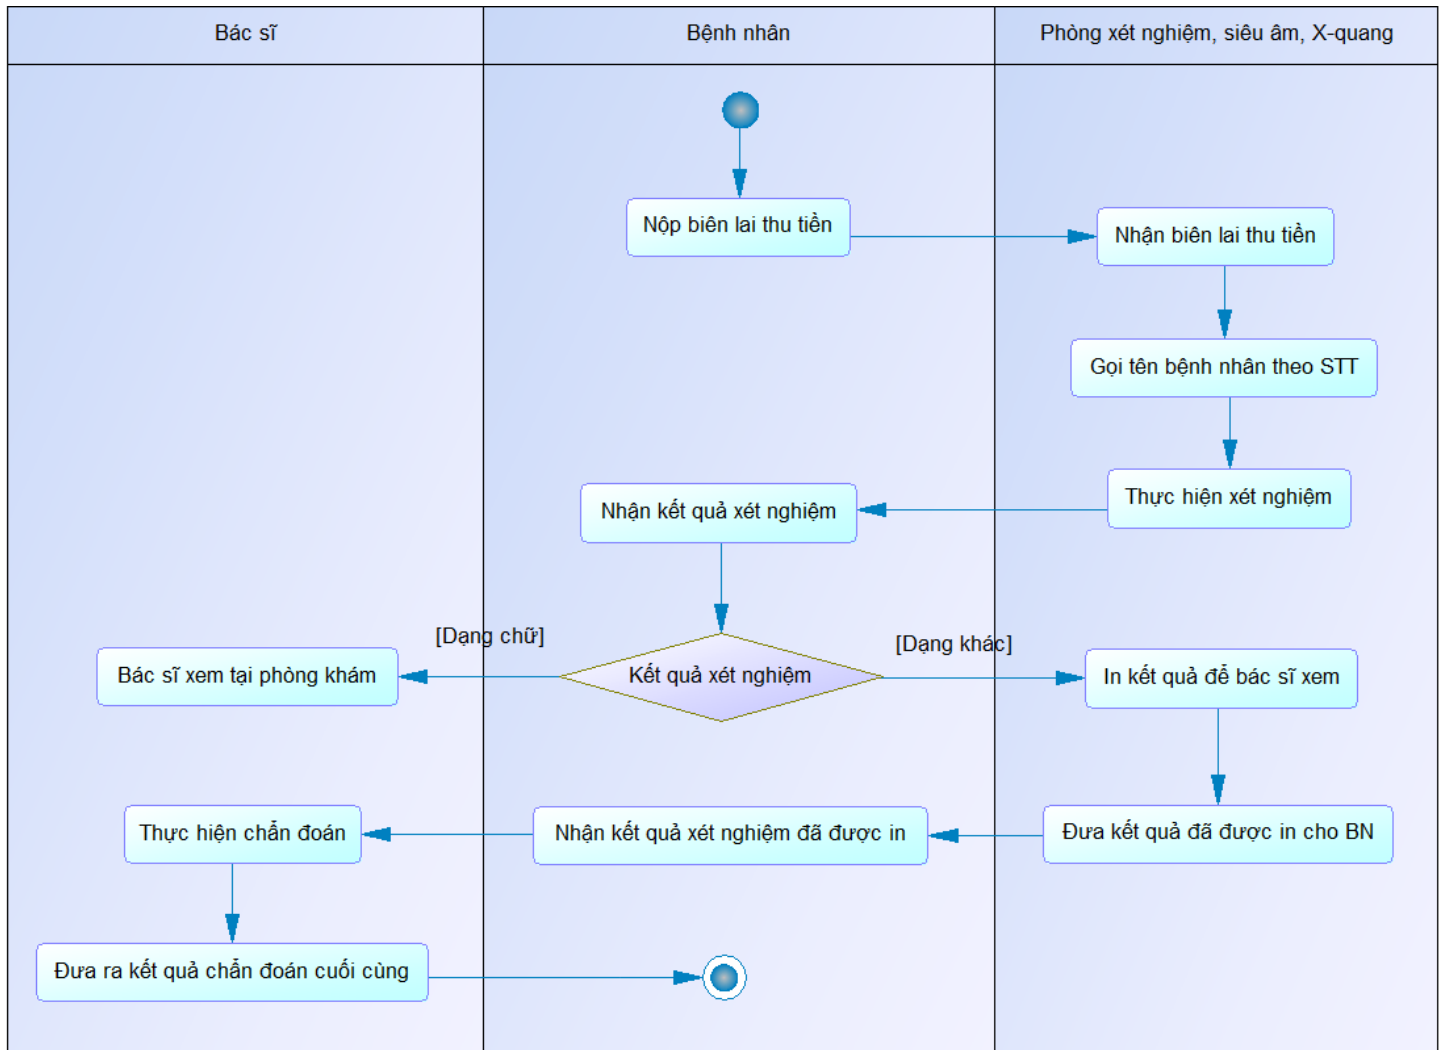 Bác sĩ
Bệnh nhân
Phòng xét nghiệm, siêu âm, X-quang
Nộp biên lai thu tiền
Nhận biên lai thu tiền
Gọi tên bệnh nhân theo STT
Thực hiện xét nghiệm
Nhận kết quả xét nghiệm
[Dạng chữ]
[Dạng khác]
Bác sĩ xem tại phòng khám
Kết quả xét nghiệm
In kết quả để bác sĩ xem
Thực hiện chẩn đoán
Nhận kết quả xét nghiệm đã được in
Đưa kết quả đã được in cho BN
Đưa ra kết quả chẩn đoán cuối cùng